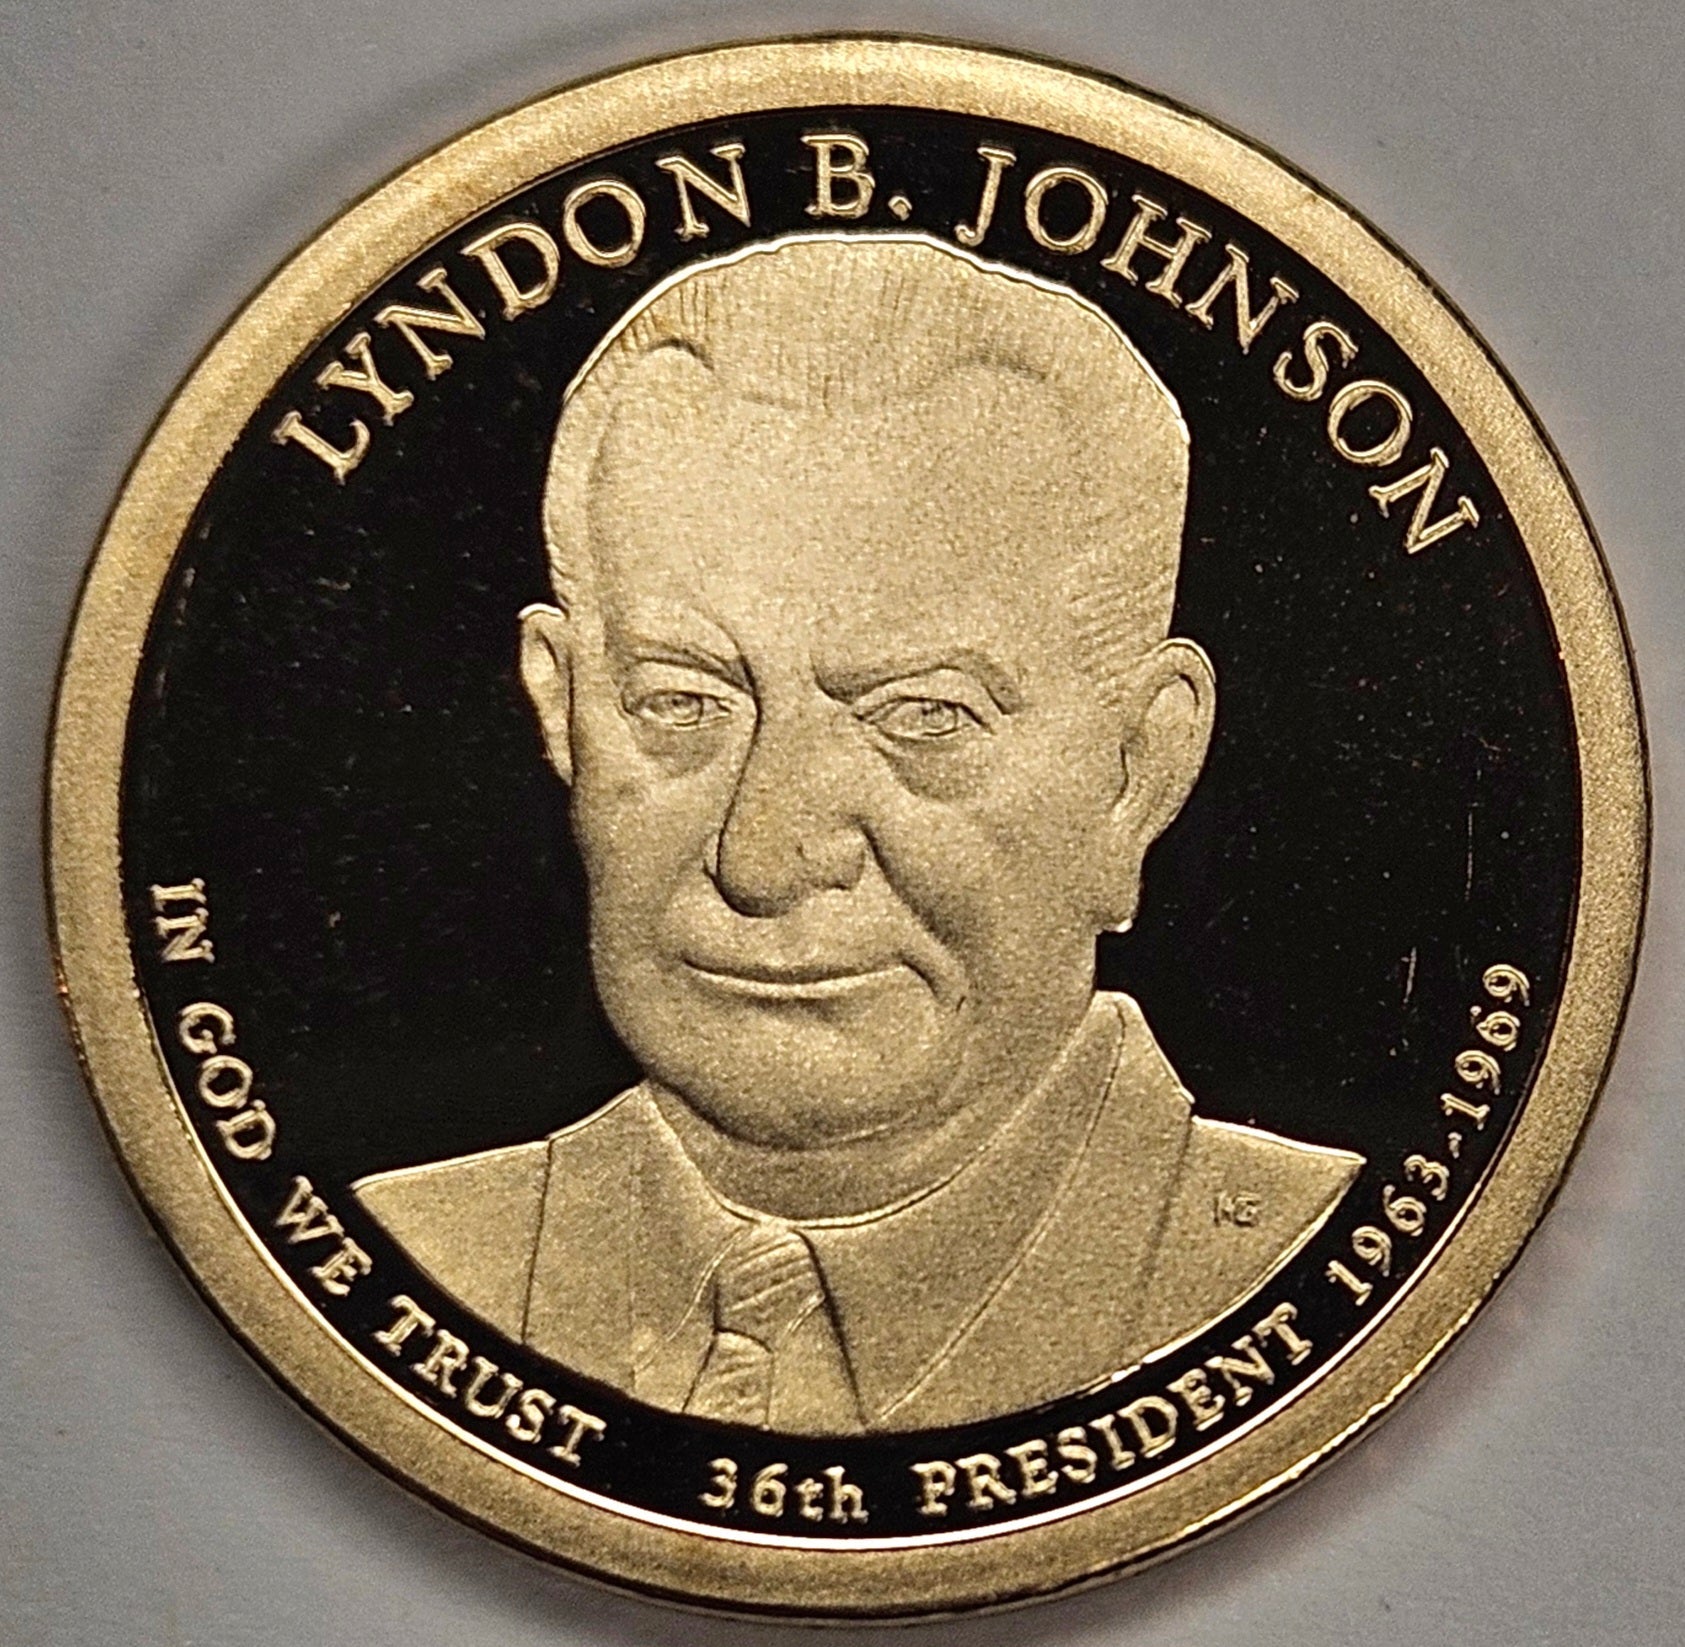 LYNDON B. JOHNSON
IN GOD WE TRUST
36th PRESIDENT 1963-1969